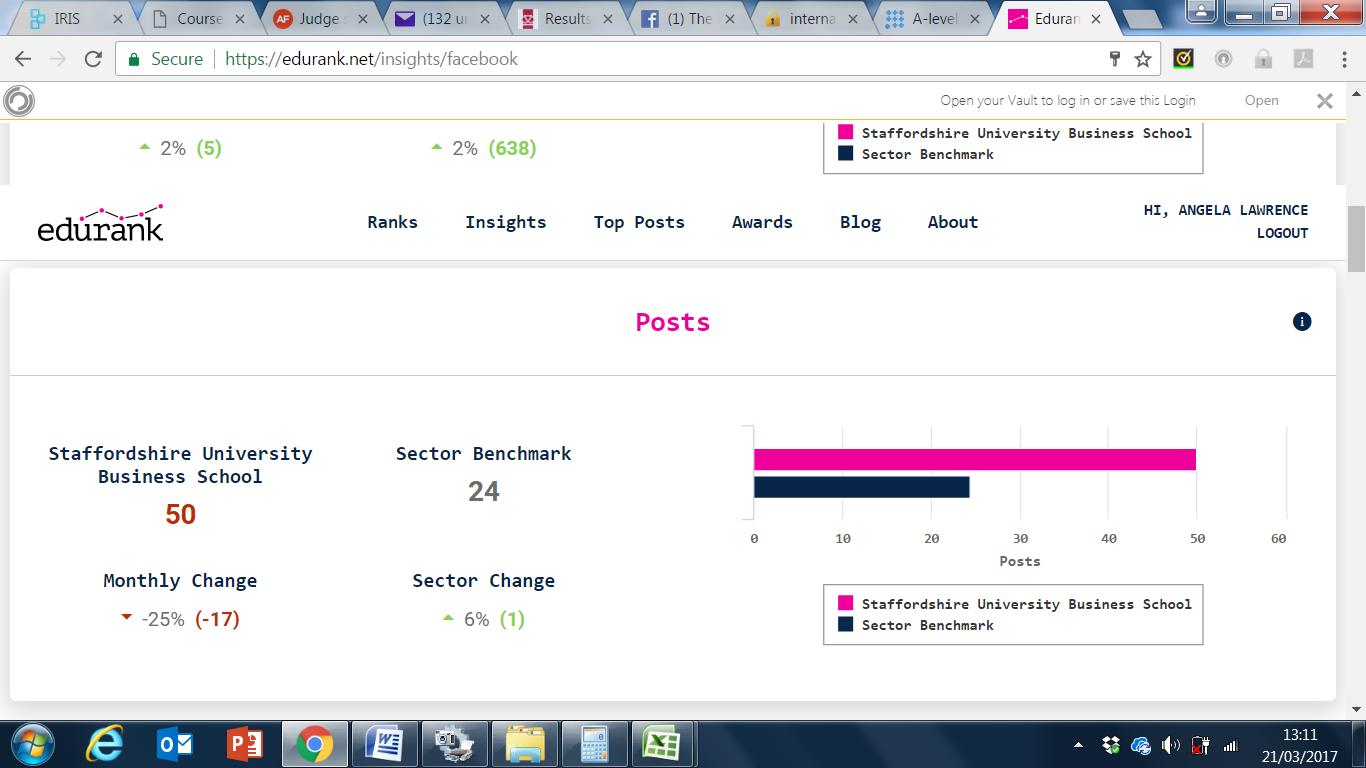 IRIS
Course
Judge
(132 u
Results
(1) The
interna
A-level
Eduran
Secure
https://edurank.net/insights/facebook
Open your Vault to log in or save this Login
Open
2% (5)
2% (638)
Staffordshire University Business School
Sector Benchmark
edurank
Ranks
Insights
Top Posts
Awards
Blog
About
HI, ANGELA LAWRENCE
LOGOUT
Posts
Staffordshire University
Business School
50
Sector Benchmark
24
Monthly Change
-25% (-17)
Sector Change
6% (1)
0 10 20 30 40 50 60
Posts
Staffordshire University Business School
Sector Benchmark
13:11
21/03/2017